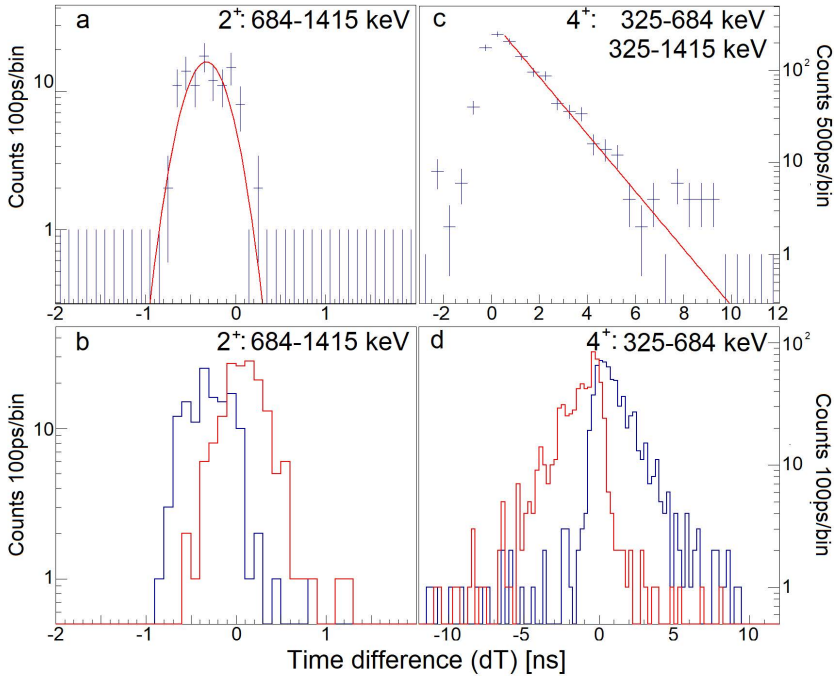 a
2⁺: 684-1415 keV
Counts 100ps/bin
10
1
-2
-1
0
1
c
4⁺: 325-684 keV
325-1415 keV
Counts 500ps/bin
10²
10
1
-2
0
2
4
6
8
10
12
b
2⁺: 684-1415 keV
Counts 100ps/bin
10
1
-2
-1
0
1
d
4⁺: 325-684 keV
Counts 100ps/bin
10²
10
1
-10
-5
0
5
10
Time difference (dT) [ns]